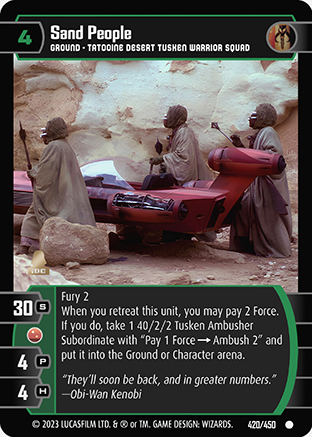 4 Sand People
GROUND - TATOOINE DESERT TUSKEN WARRIOR SQUAD
IDC
30 S
4 P
4 H
Fury 2
When you retreat this unit, you may pay 2 Force.
If you do, take 1 40/2/2 Tusken Ambusher
Subordinate with “Pay 1 Force → Ambush 2” and
put it into the Ground or Character arena.
“They’ll soon be back, and in greater numbers.”
—Obi-Wan Kenobi
© 2023 LUCASFILM LTD. & ® or TM. GAME DESIGN: WIZARDS. 420/450